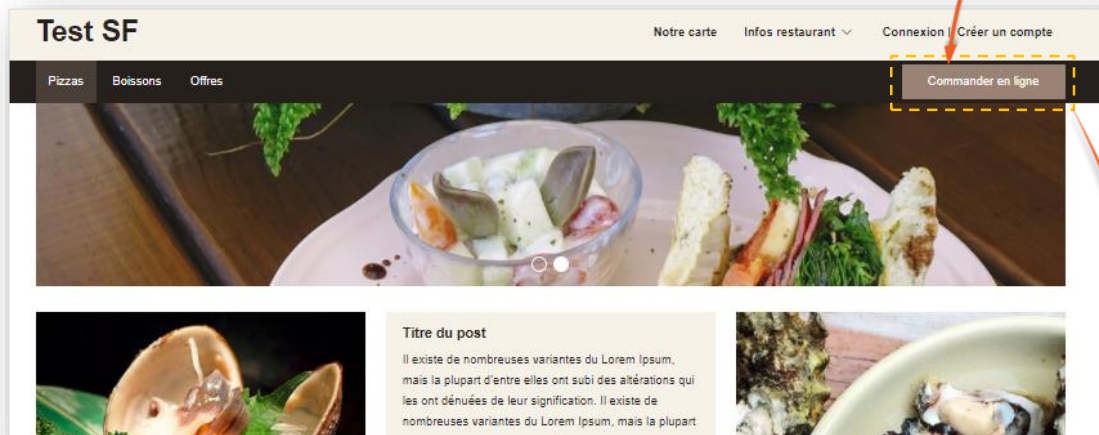 Test SF
Notre carte Infos restaurant Connexion | Créer un compte
Pizzas Boissons Offres Commander en ligne
Titre du post
Il existe de nombreuses variantes du Lorem Ipsum,
mais la plupart d'entre elles ont subi des altérations qui
les ont dénuées de leur signification. Il existe de
nombreuses variantes du Lorem Ipsum, mais la plupart